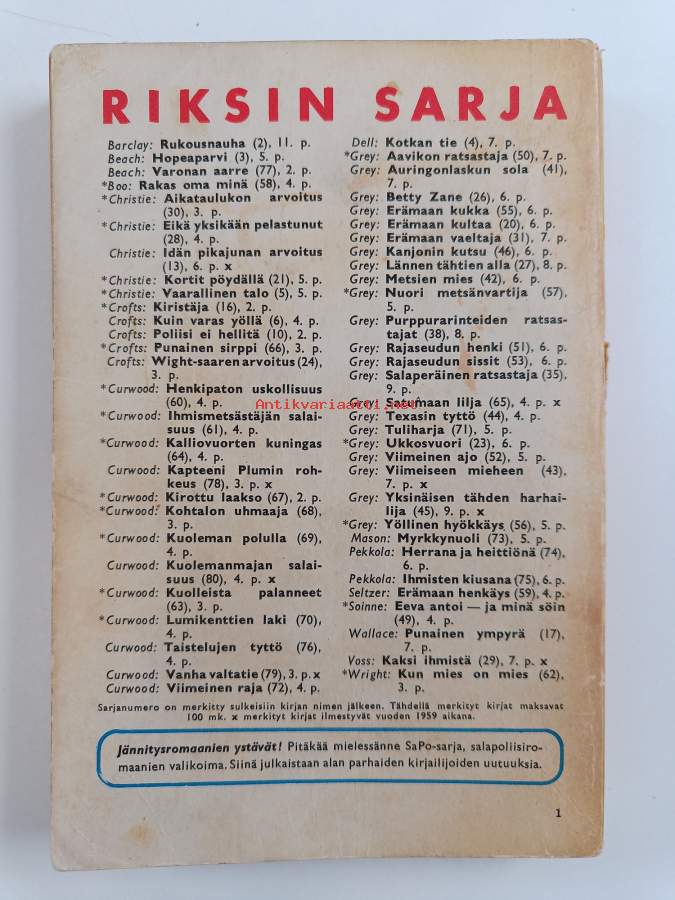 RIKSIN SARJA
Barclay: Rukousnauha (2), 11. p.
Beach: Hopeaparvi (3), 5. p.
Beach: Varonan aarre (77), 2. p.
*Boo: Rakas oma minä (58), 4. p.
*Christie: Aikataulukon arvoitus
(30), 3. p.
*Christie: Eikä yksikään pelastunut
(28), 4. p.
Christie: Idän pikajunan arvoitus
(13), 6. p. x
*Christie: Kortit pöydällä (21), 5. p.
*Christie: Vaarallinen talo (5), 5. p.
*Crofts: Kiristäjä (16), 2. p.
Crofts: Kuin varas yöllä (6), 4. p.
Crofts: Poliisi ei hellitä (10), 2. p.
*Crofts: Punainen sirppi (66), 3. p.
Crofts: Wight-saaren arvoitus (24),
3. p.
*Curwood: Henkipaton uskollisuus
(60), 4. p.
*Curwood: Ihmismetsästäjän salai-
suus (61), 4. p.
*Curwood: Kalliovuorten kuningas
(64), 4. p.
Curwood: Kapteeni Plumin roh-
keus (78), 3. p. x
*Curwood: Kirottu laakso (67), 2. p.
*Curwood: Kohtalon uhmaaja (68),
3. p.
*Curwood: Kuoleman polulla (69),
4. p.
Curwood: Kuolemanmajan salai-
suus (80), 4. p. x
*Curwood: Kuolleista palanneet
(63), 3. p.
*Curwood: Lumikenttien laki (70),
4. p.
Curwood: Taistelujen tyttö (76),
4. p.
Curwood: Vanha valtatie (79), 3. p. x
Curwood: Viimeinen raja (72), 4. p.
Dell: Kotkan tie (4), 7. p.
*Grey: Aavikon ratsastaja (50), 7. p.
Grey: Auringonlaskun sola (41),
7. p.
Grey: Betty Zane (26), 6. p.
Grey: Erämaan kukka (55), 6. p.
Grey: Erämaan kultaa (20), 6. p.
Grey: Erämaan vaeltaja (31), 7. p.
Grey: Kanjonin kutsu (46), 6. p.
Grey: Lännen tähtien alla (27), 8. p.
Grey: Metsien mies (42), 6. p.
*Grey: Nuori metsänvartija (57),
5. p.
Grey: Purppurarinteiden ratsas-
tajat (38), 8. p.
Grey: Rajaseudun henki (51), 6. p.
Grey: Rajaseudun sissit (53), 6. p.
Grey: Salaperäinen ratsastaja (35),
9. p.
Grey: Satumaan lilja (65), 4. p. x
Grey: Texasin tyttö (44), 4. p.
Grey: Tuliharja (71), 5. p.
*Grey: Ukkosvuori (23), 6. p.
Grey: Viimeinen ajo (52), 5. p.
Grey: Viimeiseen mieheen (43),
7. p. x
Grey: Yksinäisen tähden harhai-
lija (45), 9. p. x
*Grey: Yöllinen hyökkäys (56), 5. p.
Mason: Myrkkynuoli (73), 5. p.
Pekkola: Herrana ja heittiönä (74),
6. p.
Pekkola: Ihmisten kiusana (75), 6. p.
Seltzer: Erämaan henkäys (59), 4. p.
*Soinne: Eeva antoi — ja minä söin
(49), 4. p.
Wallace: Punainen ympyrä (17),
7. p.
Voss: Kaksi ihmistä (29), 7. p. x
*Wright: Kun mies on mies (62),
3. p.
Antikvariaatti.net
Sarjanumero on merkitty sulkeisiin kirjan nimen jälkeen. Tähdellä merkityt kirjat maksavat
100 mk. x merkityt kirjat ilmestyvät vuoden 1959 aikana.
Jännitysromaanien ystävät! Pitäkää mielessänne SaPo-sarja, salapoliisiro-
maanien valikoima. Siinä julkaistaan alan parhaiden kirjailijoiden uutuuksia.
1